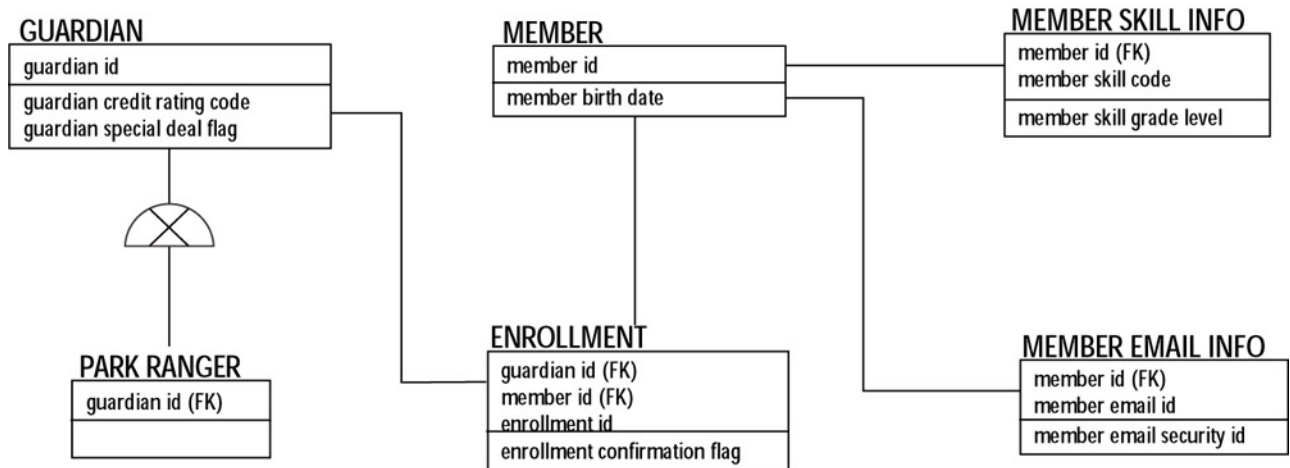 GUARDIAN
guardian id
guardian credit rating code
guardian special deal flag
MEMBER
member id
member birth date
MEMBER SKILL INFO
member id (FK)
member skill code
member skill grade level
PARK RANGER
guardian id (FK)
ENROLLMENT
guardian id (FK)
member id (FK)
enrollment id
enrollment confirmation flag
MEMBER EMAIL INFO
member id (FK)
member email id
member email security id